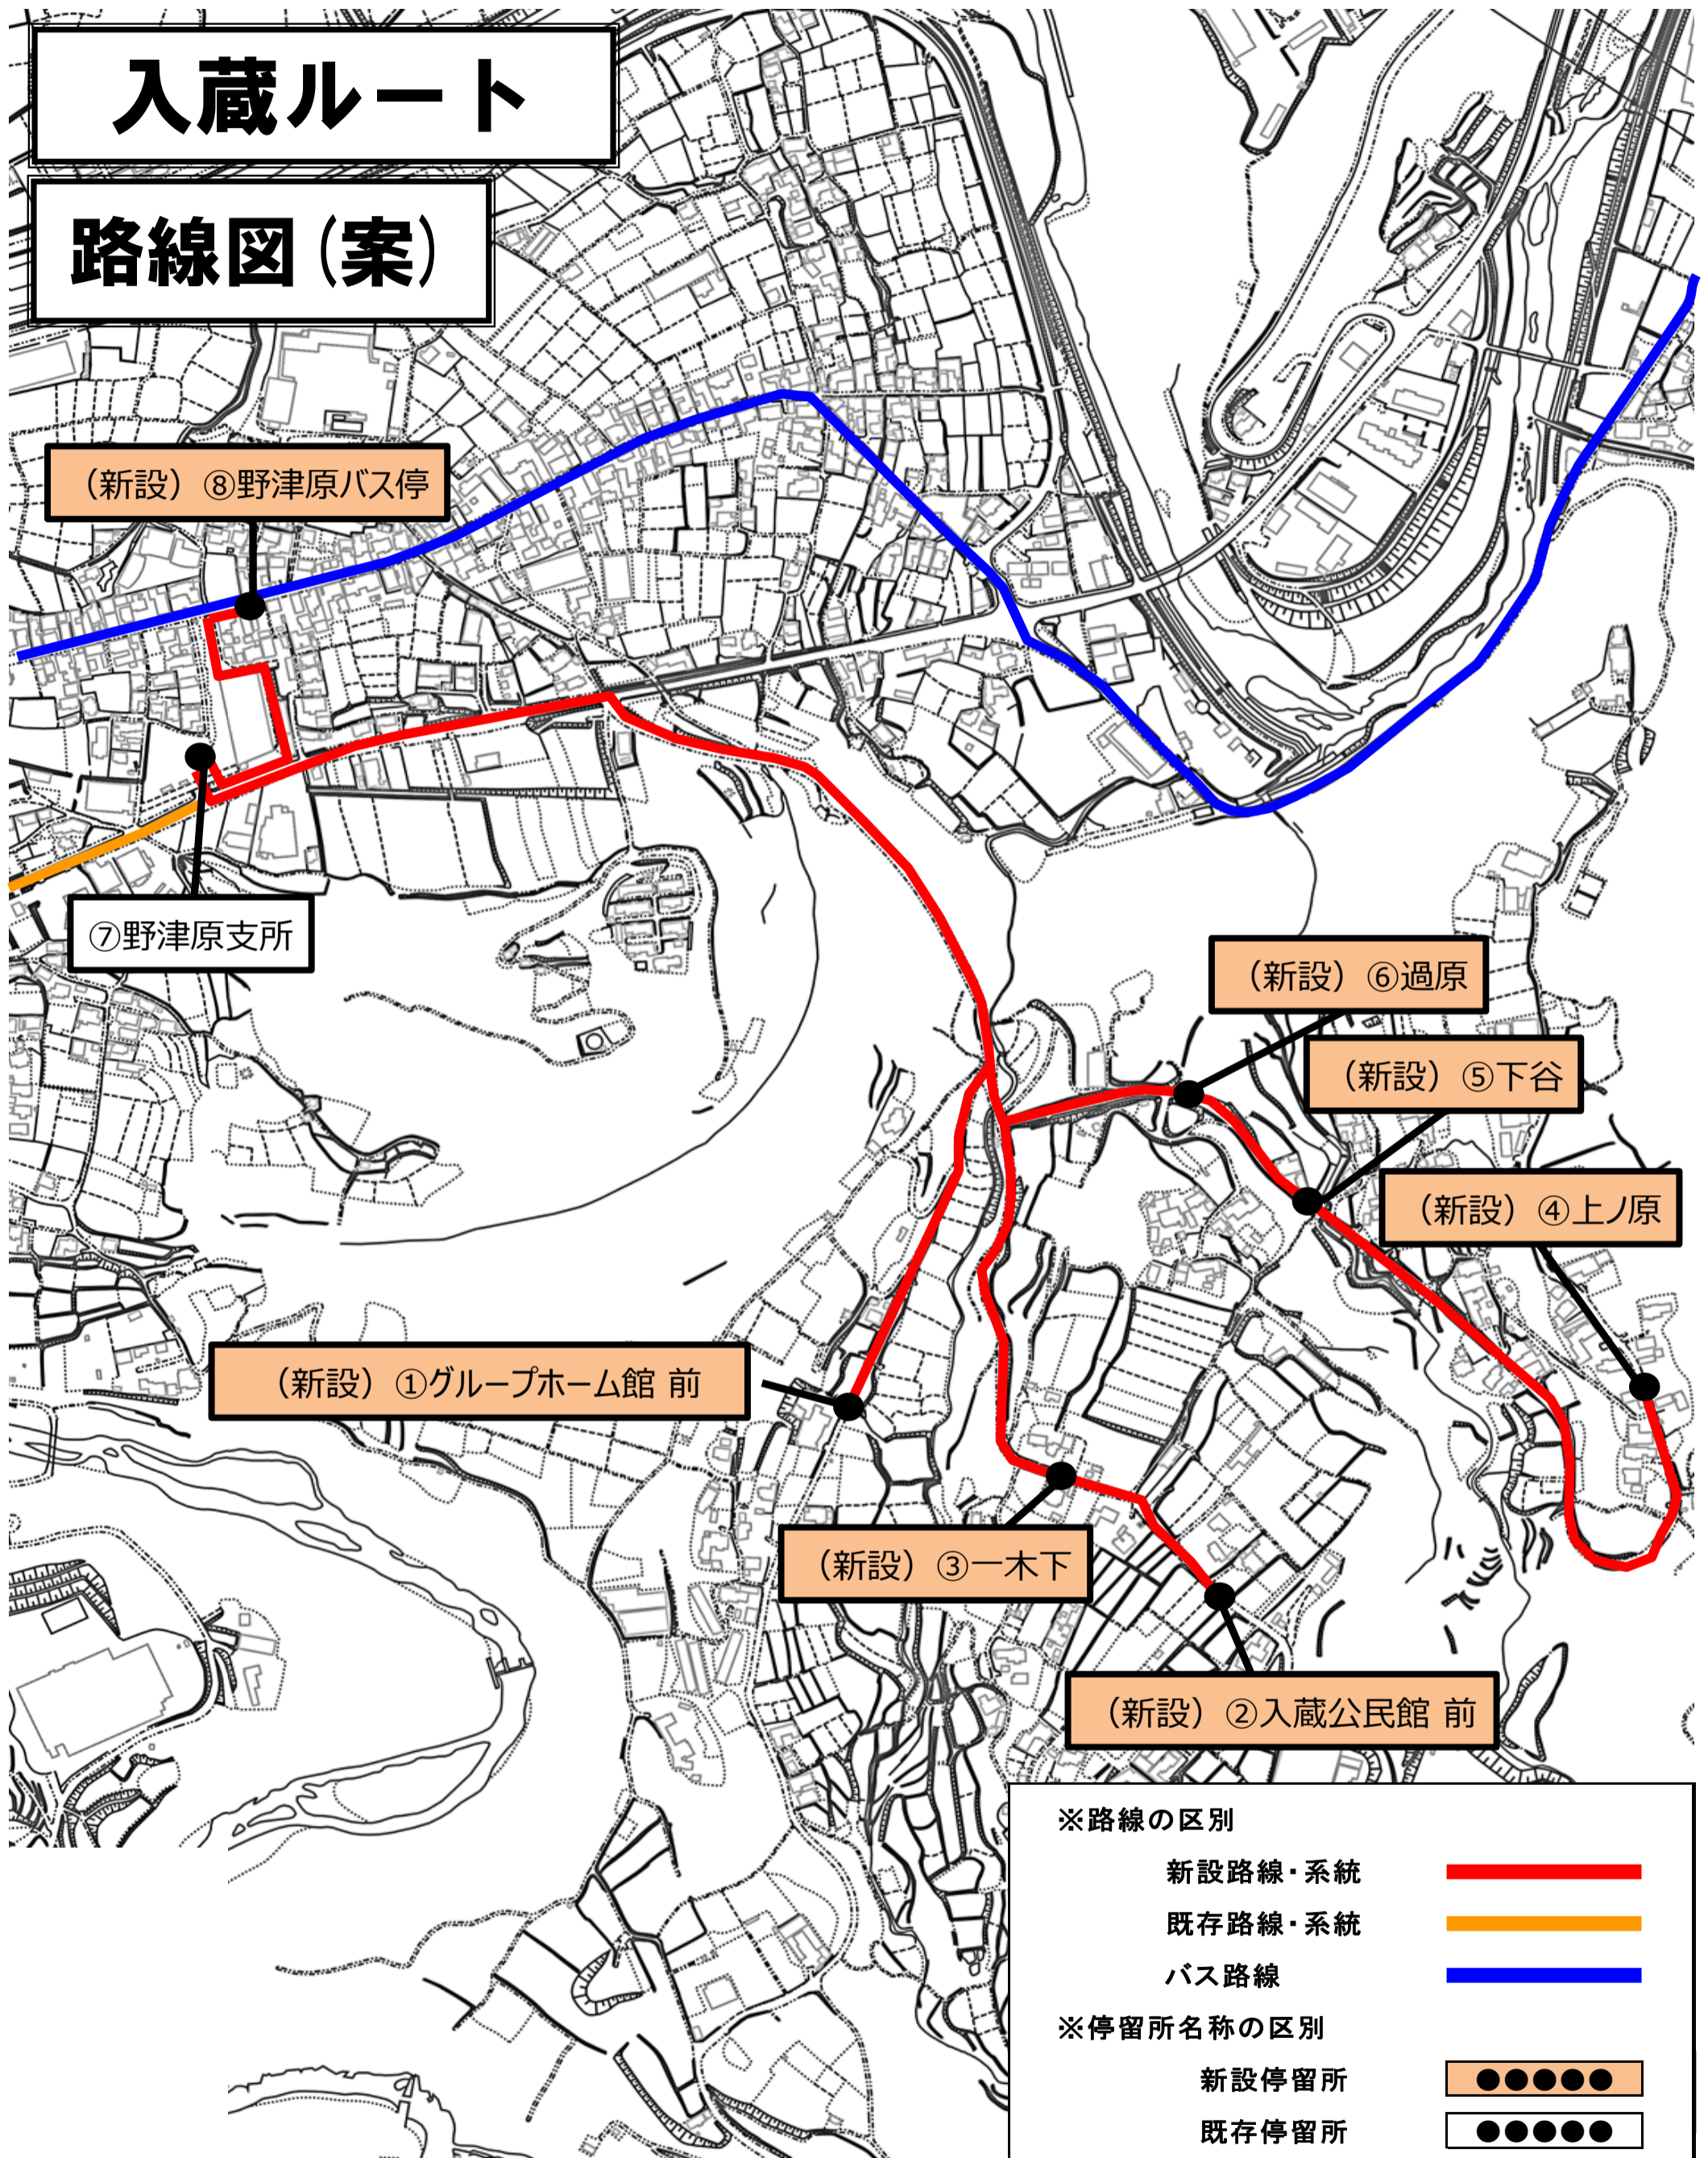 入蔵ルート
路線図(案)
（新設）⑧野津原バス停
⑦野津原支所
（新設）⑥過原
（新設）⑤下谷
（新設）④上ノ原
（新設）①グループホーム館 前
（新設）③一木下
（新設）②入蔵公民館 前
※路線の区別
新設路線・系統
既存路線・系統
バス路線
※停留所名称の区別
新設停留所 ●●●●●
既存停留所 ●●●●●